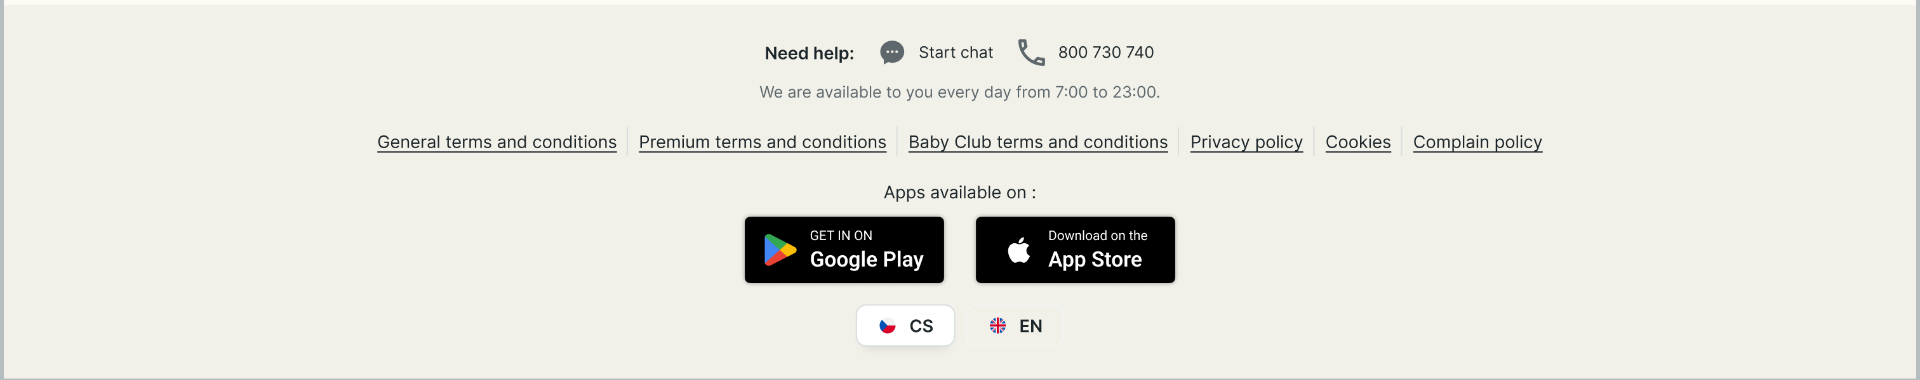 Need help: Start chat 800 730 740
We are available to you every day from 7:00 to 23:00.
General terms and conditions Premium terms and conditions Baby Club terms and conditions Privacy policy Cookies Complain policy
Apps available on :
GET IN ON
Google Play
Download on the
App Store
CS EN